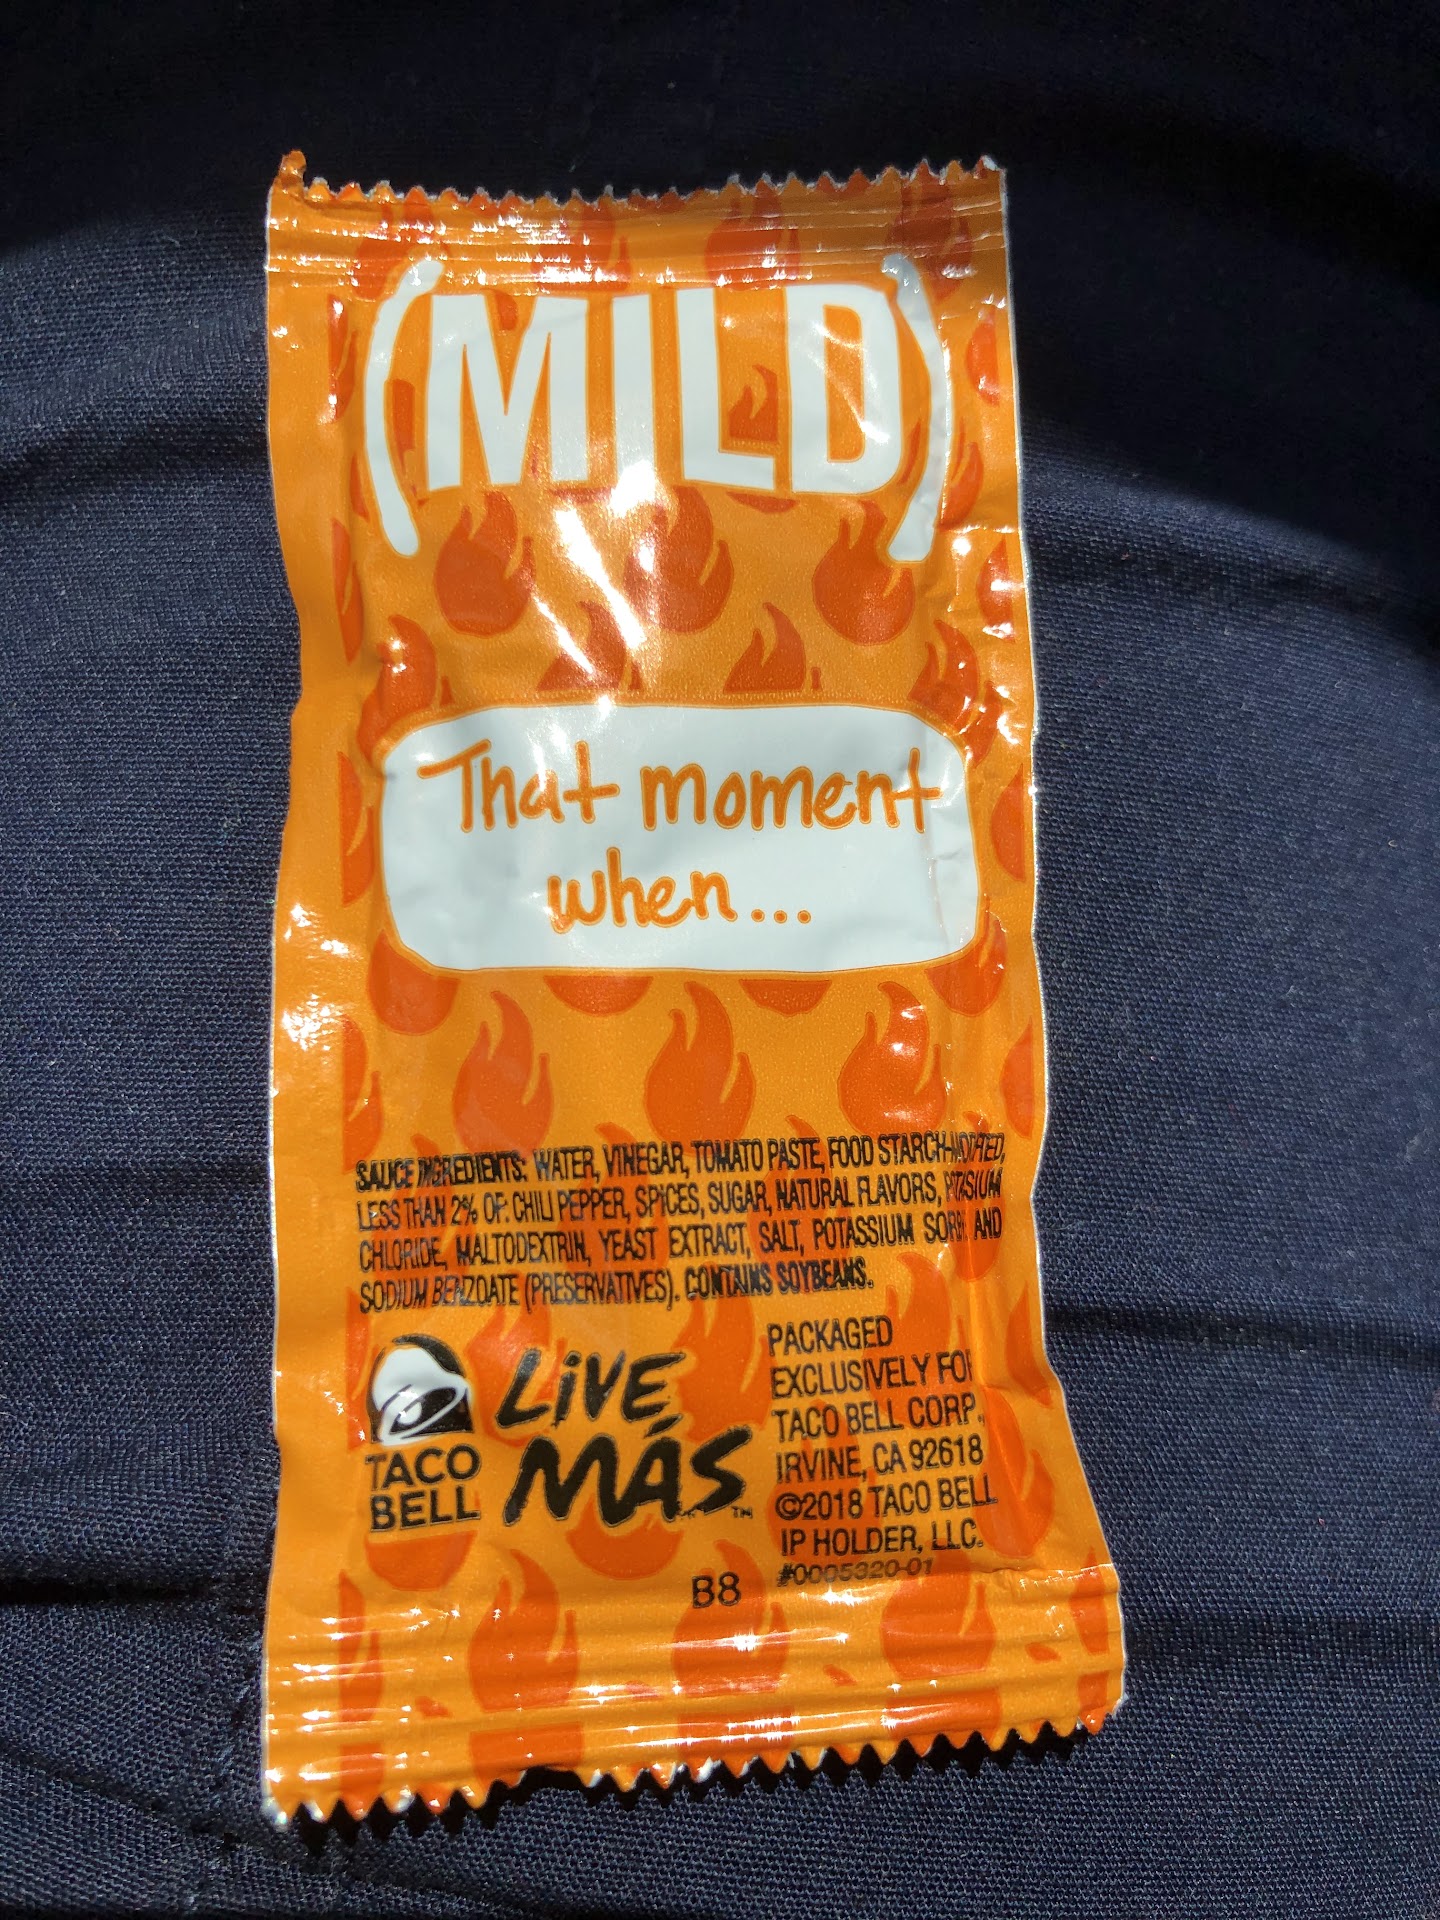 (MILD)
That moment
when...
SAUCE INGREDIENTS: WATER, VINEGAR, TOMATO PASTE, FOOD STARCH-MODIFIED,
LESS THAN 2% OF: CHILI PEPPER, SPICES, SUGAR, NATURAL FLAVORS, POTASSIUM
CHLORIDE, MALTODEXTRIN, YEAST EXTRACT, SALT, POTASSIUM AND
SODIUM BENZOATE (PRESERVATIVES). CONTAINS SOYBEANS.
TACO
BELL
LIVE
MÁS™
PACKAGED
EXCLUSIVELY FOR
TACO BELL CORP.
IRVINE, CA 92618
©2018 TACO BELL
IP HOLDER, LLC.
#0005320-01
B8